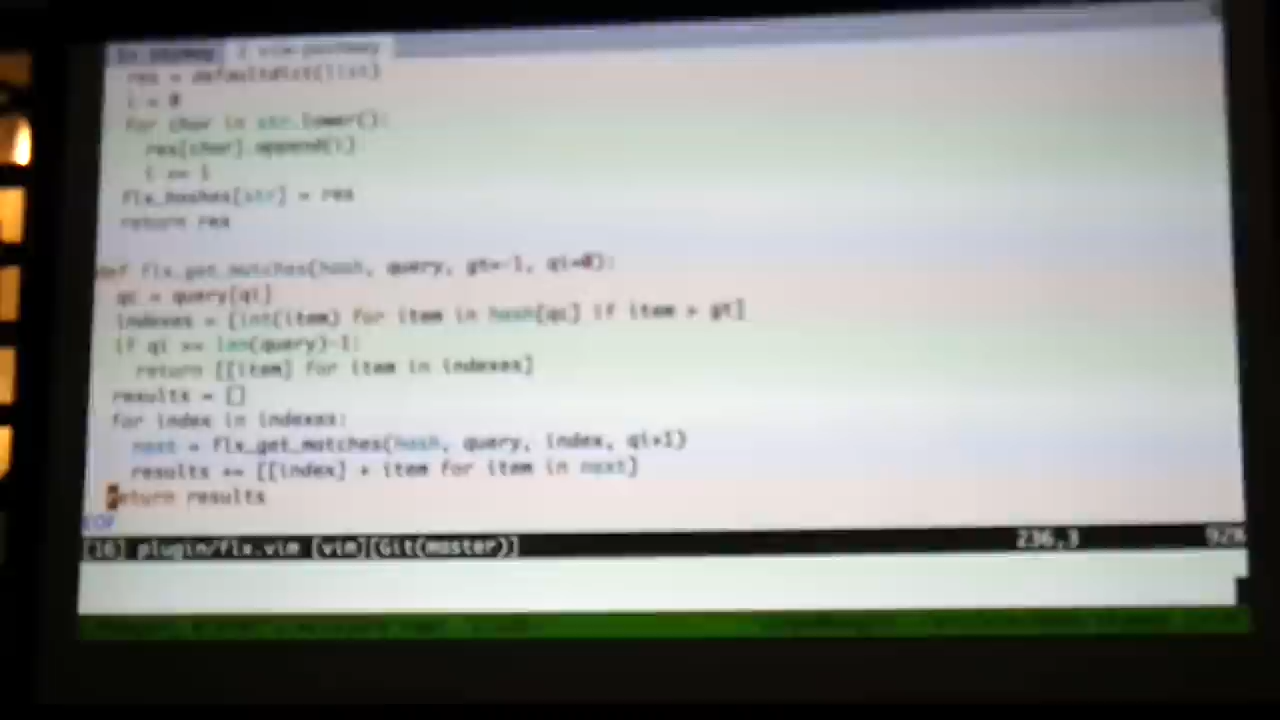 res = defaultdict(list)
i = 0
for char in str.lower():
res[char].append(i)
i += 1
flx_hashes[str] = res
return res
def flx_get_matches(hash, query, gt=-1, qi=0):
qc = query[qi]
indexes = [int(item) for item in hash[qc] if item > gt]
if qi >= len(query)-1:
return [[item] for item in indexes]
results = []
for index in indexes:
next = flx_get_matches(hash, query, index, qi+1)
results += [[index] + item for item in next]
return results
EOF
[16] plugin/flx.vim [vim][Git(master)] 236,3 92%